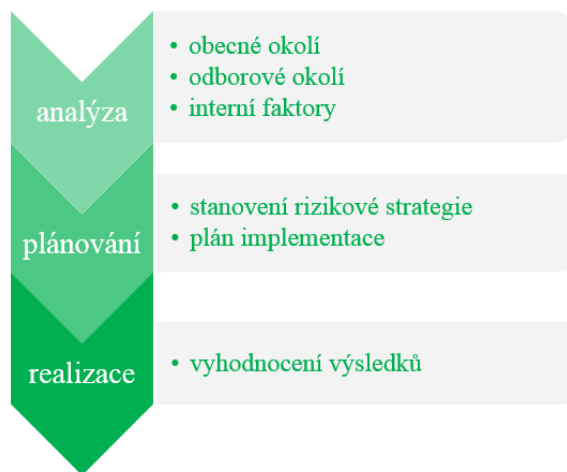 analýza
• obecné okolí
• odborové okolí
• interní faktory
plánování
• stanovení rizikové strategie
• plán implementace
realizace
• vyhodnocení výsledků